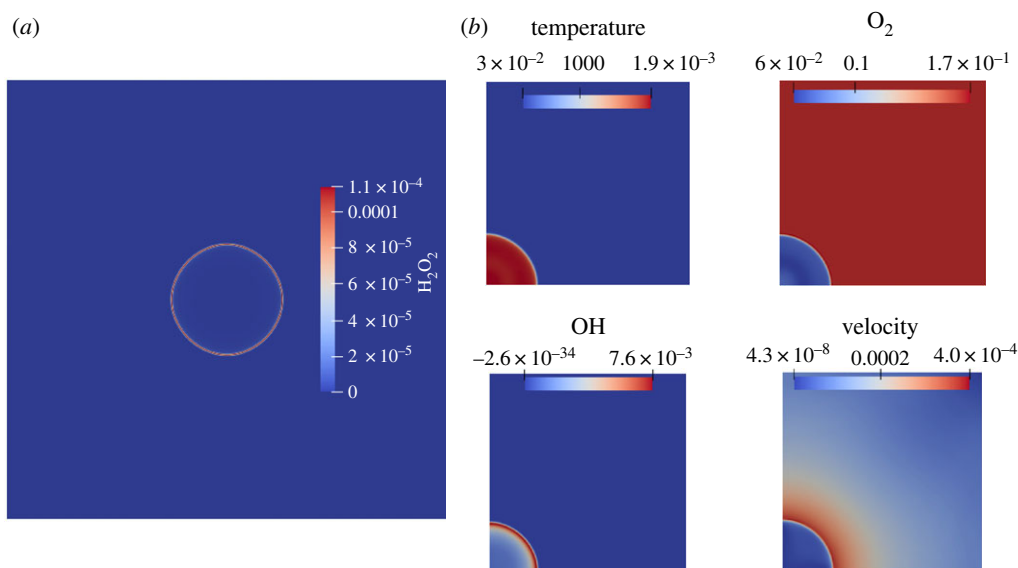 (a)
1.1 × 10⁻⁴
0.0001
8 × 10⁻⁵
6 × 10⁻⁵
4 × 10⁻⁵
2 × 10⁻⁵
0
H₂O₂
(b)
temperature
3 × 10⁻² 1000 1.9 × 10⁻³
O₂
6 × 10⁻² 0.1 1.7 × 10⁻¹
OH
−2.6 × 10⁻³⁴ 7.6 × 10⁻³
velocity
4.3 × 10⁻⁸ 0.0002 4.0 × 10⁻⁴